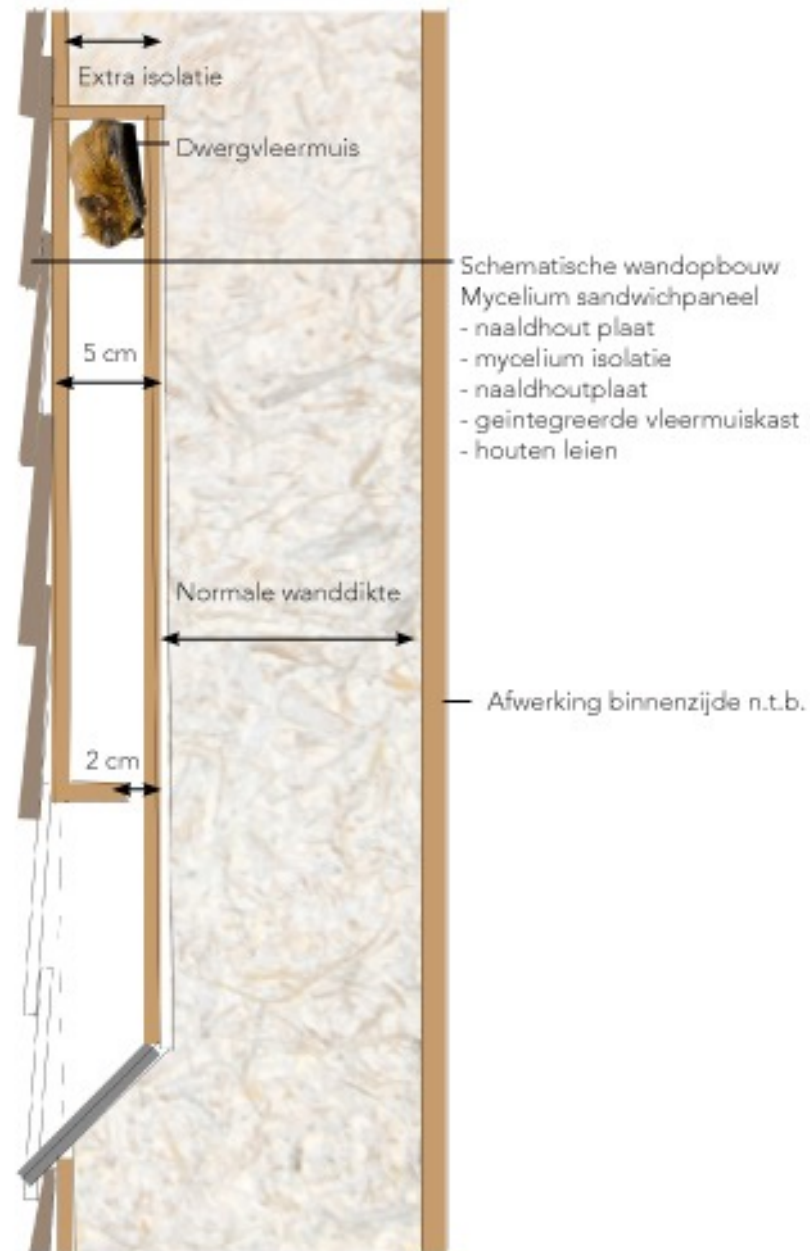 Extra isolatie
Dwergvleermuis
Schematische wandopbouw
Mycelium sandwichpaneel
- naaldhout plaat
- mycelium isolatie
- naaldhoutplaat
- geintegreerde vleermuiskast
- houten leien
5 cm
Normale wanddikte
Afwerking binnenzijde n.t.b.
2 cm